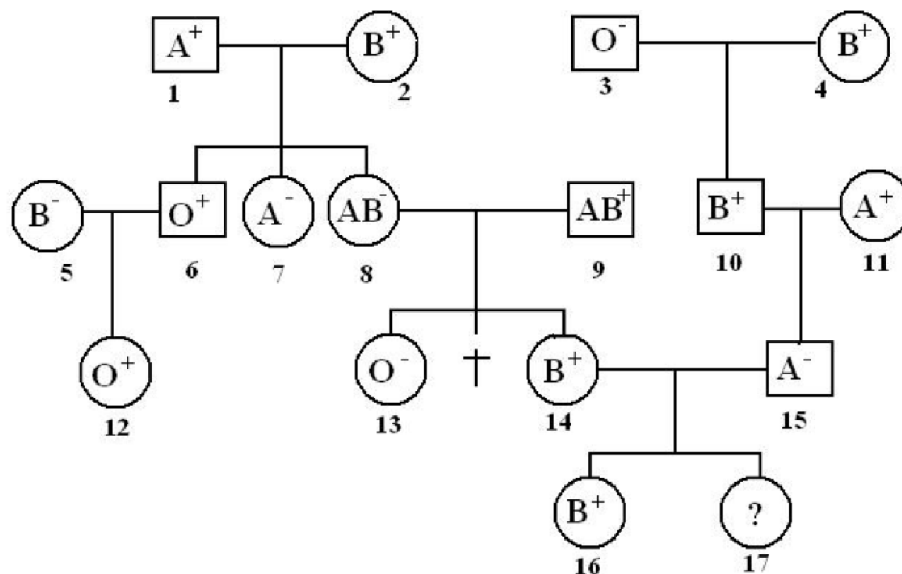 A⁺ B⁺ O⁻ B⁺
1 2 3 4
B⁻ O⁺ A⁻ AB⁻ AB⁺ B⁺ A⁺
5 6 7 8 9 10 11
O⁺ O⁻ † B⁺ A⁻
12 13 14 15
B⁺ ?
16 17